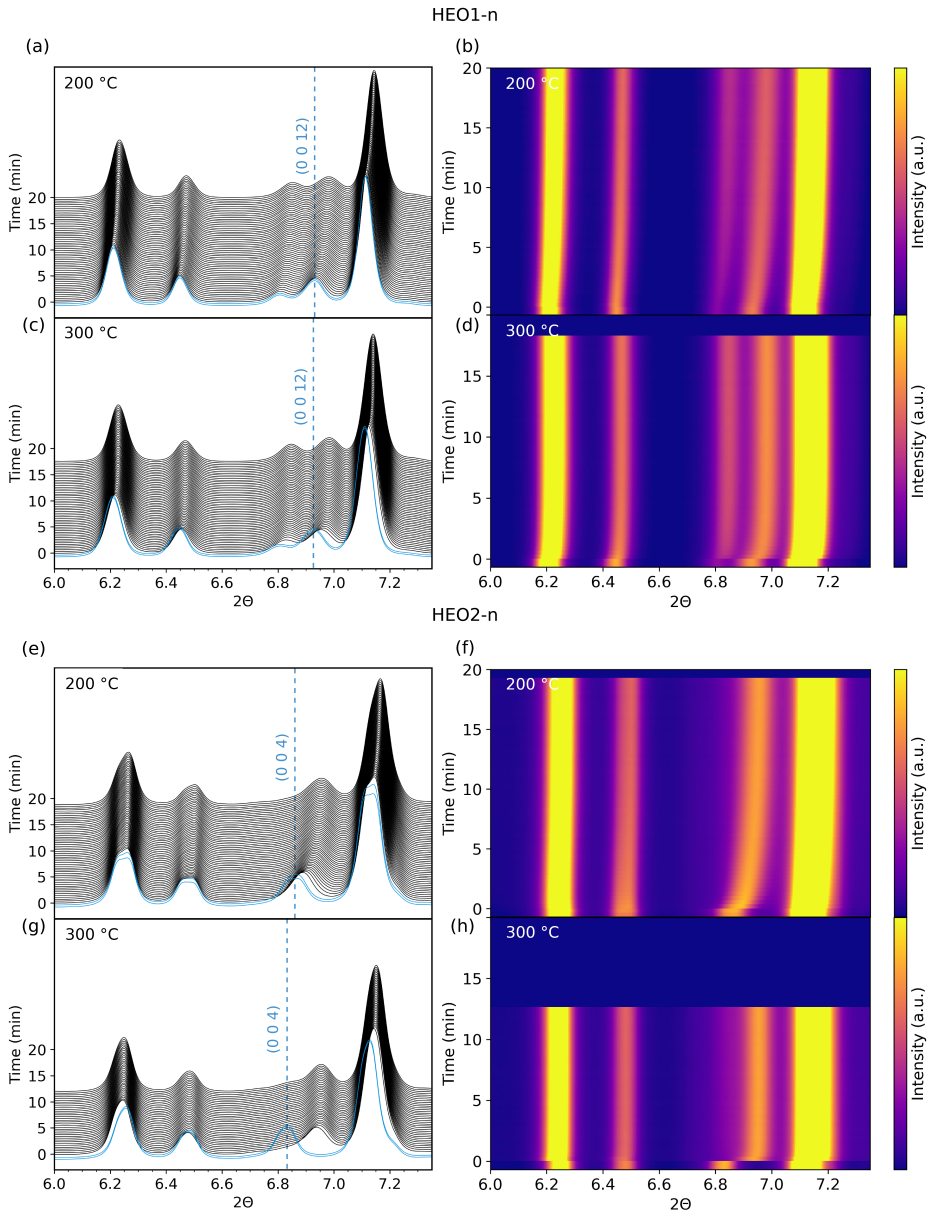 HEO1-n
(a)
(b)
200 °C
(0 0 12)
Time (min)
20
15
10
5
0
200 °C
Time (min)
20
15
10
5
0
Intensity (a.u.)
(c)
(d)
300 °C
(0 0 12)
Time (min)
20
15
10
5
0
6.0 6.2 6.4 6.6 6.8 7.0 7.2
2Θ
300 °C
Time (min)
15
10
5
0
6.0 6.2 6.4 6.6 6.8 7.0 7.2
2Θ
Intensity (a.u.)
HEO2-n
(e)
(f)
200 °C
(0 0 4)
Time (min)
20
15
10
5
0
200 °C
Time (min)
20
15
10
5
0
Intensity (a.u.)
(g)
(h)
300 °C
(0 0 4)
Time (min)
20
15
10
5
0
6.0 6.2 6.4 6.6 6.8 7.0 7.2
2Θ
300 °C
Time (min)
15
10
5
0
6.0 6.2 6.4 6.6 6.8 7.0 7.2
2Θ
Intensity (a.u.)